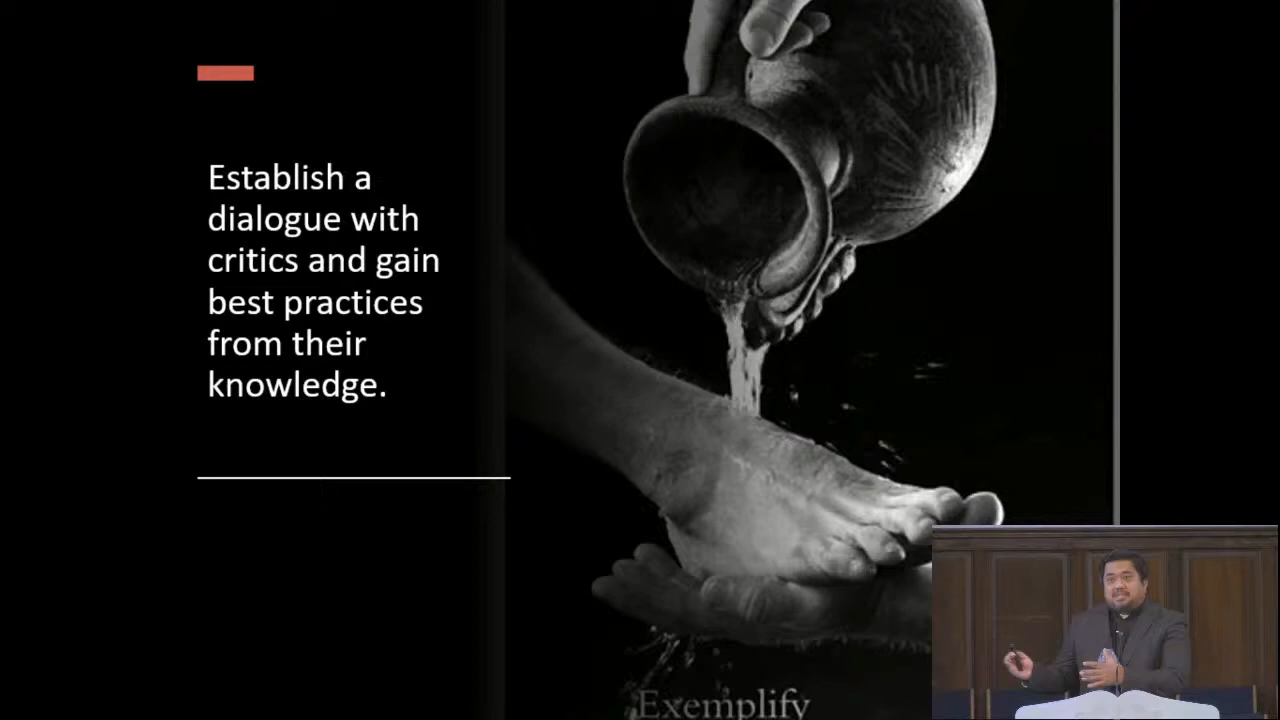 Establish a
dialogue with
critics and gain
best practices
from their
knowledge.
Exemplify